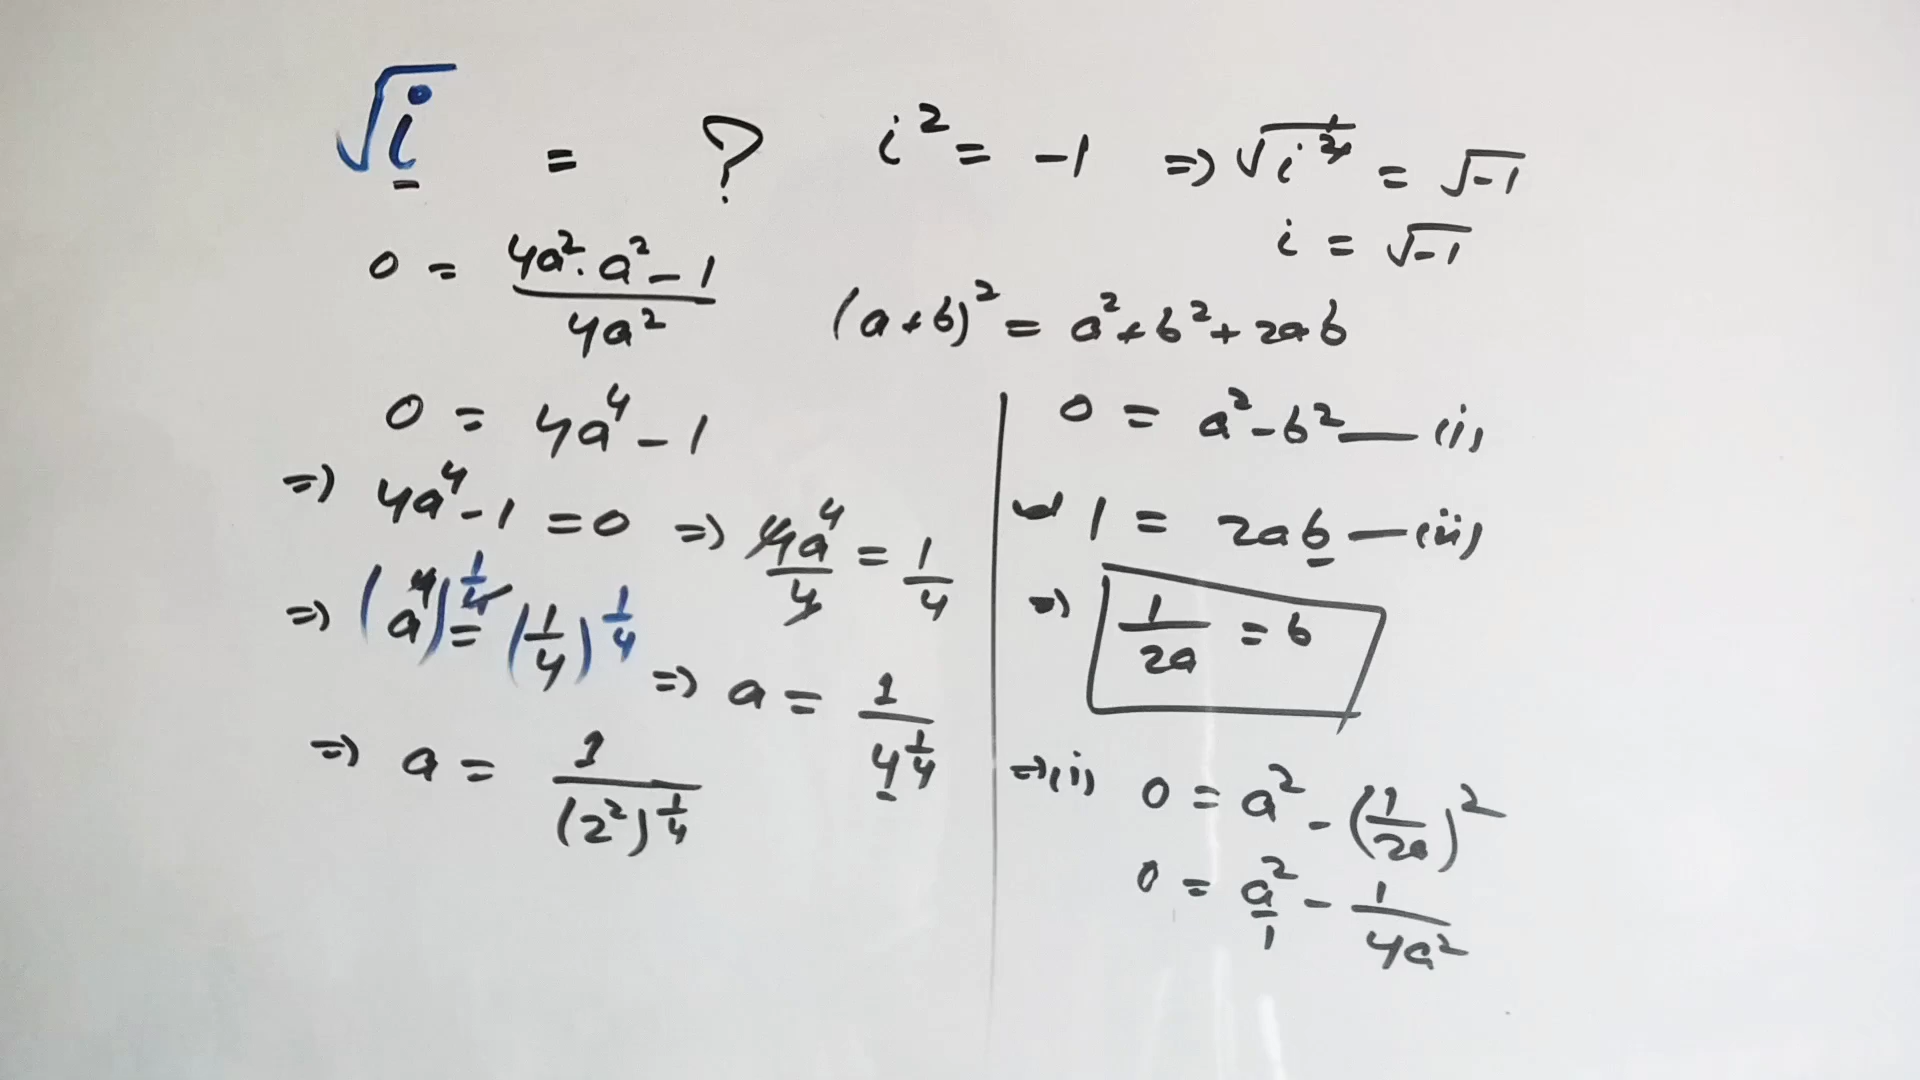 √i = ?
i² = -1 => √i² = √-1
i = √-1
0 = (4a²·a² - 1)/(4a²)
(a+b)² = a²+b²+2ab
0 = 4a⁴ - 1
=> 4a⁴ - 1 = 0 => 4a⁴/4 = 1/4
=> (a⁴)^(1/4) = (1/4)^(1/4)
=> a = 1/4^(1/4)
=> a = 1/(2²)^(1/4)
0 = a² - b² — (i)
1 = 2ab — (ii)
=> 1/2a = b
=> (i) 0 = a² - (1/2a)²
0 = a²/1 - 1/4a²